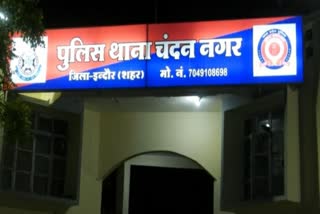 पुलिस थाना चंदन नगर
जिला-इन्दौर (शहर) मो. नं. 7049108698